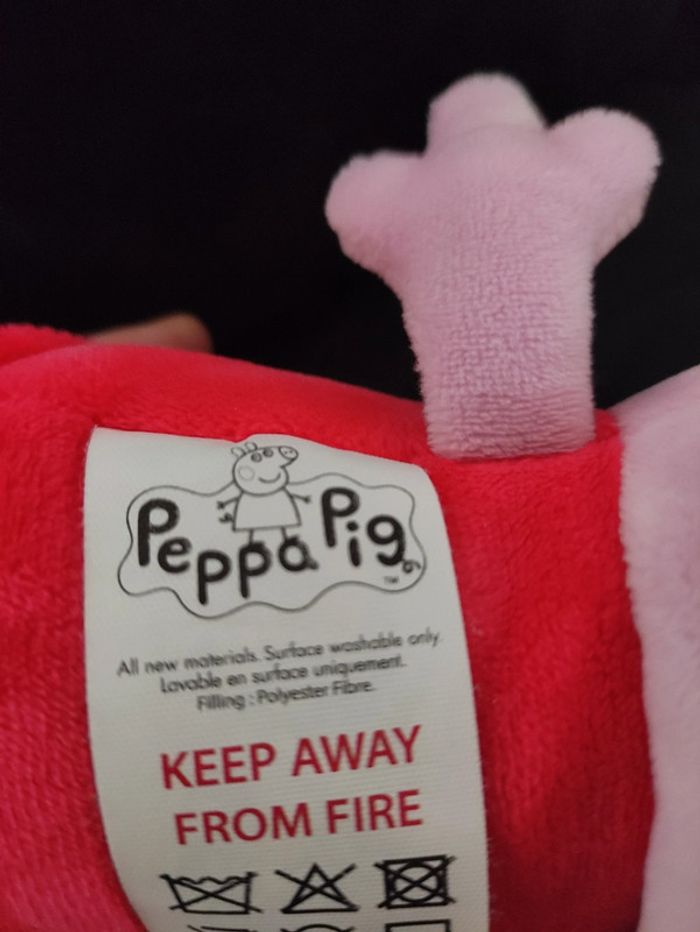 Peppa Pig
TM
All new materials. Surface washable only.
Lavable en surface uniquement.
Filling : Polyester Fibre.
KEEP AWAY
FROM FIRE